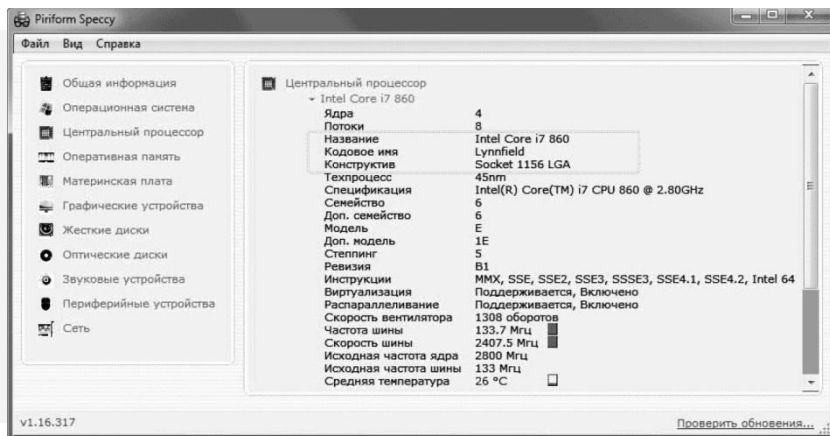 Piriform Speccy
Файл Вид Справка
Общая информация
Операционная система
Центральный процессор
Оперативная память
Материнская плата
Графические устройства
Жесткие диски
Оптические диски
Звуковые устройства
Периферийные устройства
Сеть
Центральный процессор
Intel Core i7 860
Ядра 4
Потоки 8
Название Intel Core i7 860
Кодовое имя Lynnfield
Конструктив Socket 1156 LGA
Техпроцесс 45nm
Спецификация Intel(R) Core(TM) i7 CPU 860 @ 2.80GHz
Семейство 6
Доп. семейство 6
Модель E
Доп. модель 1E
Степпинг 5
Ревизия B1
Инструкции MMX, SSE, SSE2, SSE3, SSSE3, SSE4.1, SSE4.2, Intel 64
Виртуализация Поддерживается, Включено
Распараллеливание Поддерживается, Включено
Скорость вентилятора 1308 оборотов
Частота шины 133.7 Мгц
Скорость шины 2407.5 Мгц
Исходная частота ядра 2800 Мгц
Исходная частота шины 133 Мгц
Средняя температура 26 °C
v1.16.317
Проверить обновения...